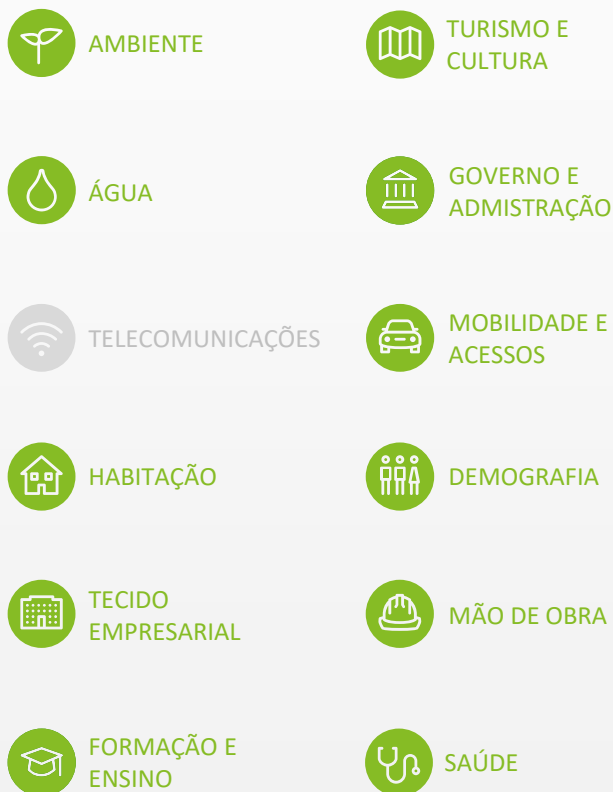 AMBIENTE
TURISMO E
CULTURA
ÁGUA
GOVERNO E
ADMISTRAÇÃO
TELECOMUNICAÇÕES
MOBILIDADE E
ACESSOS
HABITAÇÃO
DEMOGRAFIA
TECIDO
EMPRESARIAL
MÃO DE OBRA
FORMAÇÃO E
ENSINO
SAÚDE